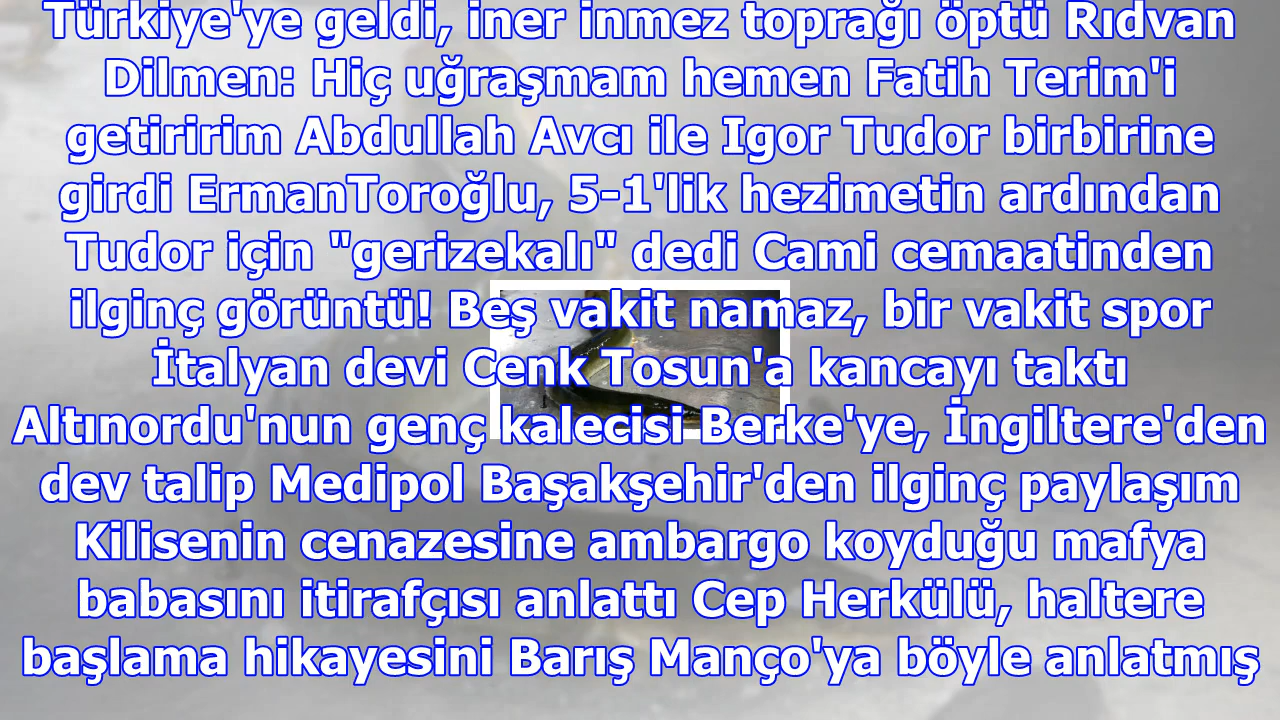 Türkiye'ye geldi, iner inmez toprağı öptü Rıdvan
Dilmen: Hiç uğraşmam hemen Fatih Terim'i
getiririm Abdullah Avcı ile Igor Tudor birbirine
girdi ErmanToroğlu, 5-1'lik hezimetin ardından
Tudor için "gerizekalı" dedi Cami cemaatinden
ilginç görüntü! Beş vakit namaz, bir vakit spor
İtalyan devi Cenk Tosun'a kancayı taktı
Altınordu'nun genç kalecisi Berke'ye, İngiltere'den
dev talip Medipol Başakşehir'den ilginç paylaşım
Kilisenin cenazesine ambargo koyduğu mafya
babasını itirafçısı anlattı Cep Herkülü, haltere
başlama hikayesini Barış Manço'ya böyle anlatmış